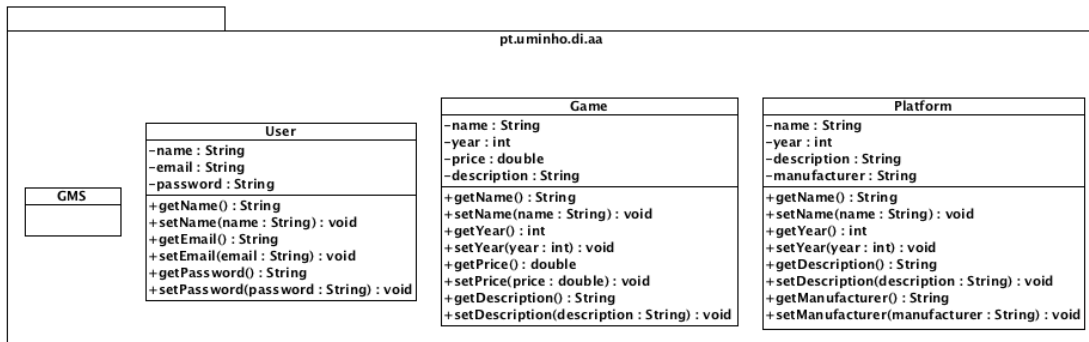 pt.uminho.di.aa
GMS
User
-name : String
-email : String
-password : String
+getName() : String
+setName(name : String) : void
+getEmail() : String
+setEmail(email : String) : void
+getPassword() : String
+setPassword(password : String) : void
Game
-name : String
-year : int
-price : double
-description : String
+getName() : String
+setName(name : String) : void
+getYear() : int
+setYear(year : int) : void
+getPrice() : double
+setPrice(price : double) : void
+getDescription() : String
+setDescription(description : String) : void
Platform
-name : String
-year : int
-description : String
-manufacturer : String
+getName() : String
+setName(name : String) : void
+getYear() : int
+setYear(year : int) : void
+getDescription() : String
+setDescription(description : String) : void
+getManufacturer() : String
+setManufacturer(manufacturer : String) : void